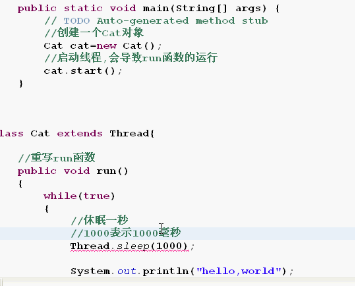 public static void main(String[] args) {
// TODO Auto-generated method stub
//创建一个Cat对象
Cat cat=new Cat();
//启动线程,会导致run函数的运行
cat.start();
}
lass Cat extends Thread{
//重写run函数
public void run()
{
while(true)
{
//休眠一秒
//1000表示1000毫秒
Thread.sleep(1000);
System.out.println("hello,world");